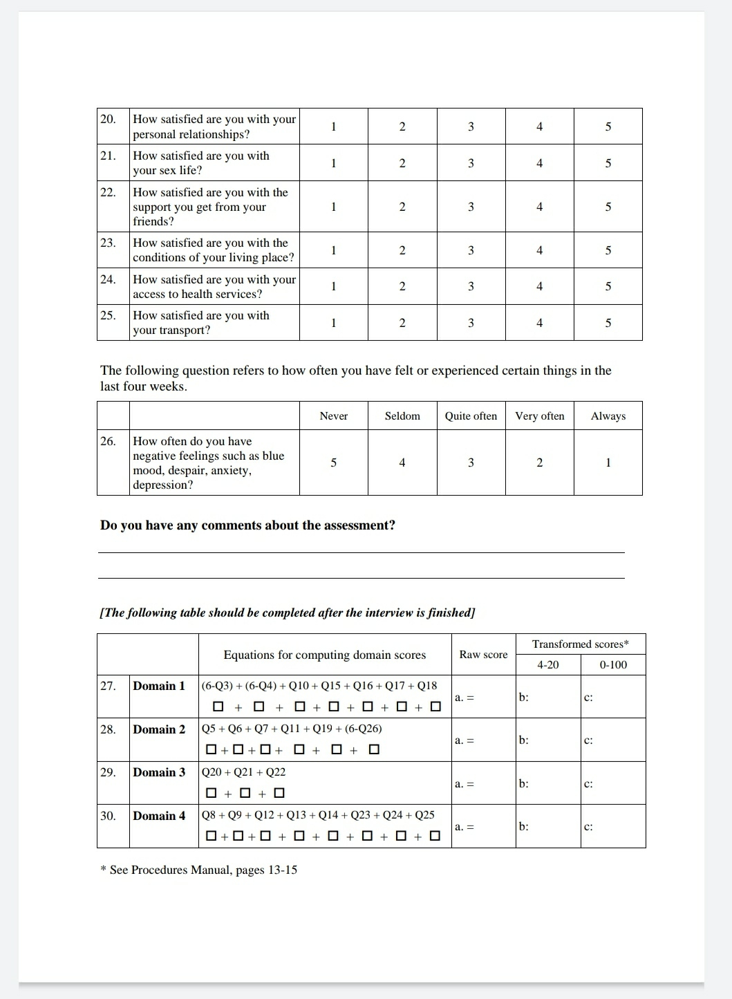 20. How satisfied are you with your
personal relationships? 1 2 3 4 5
21. How satisfied are you with
your sex life? 1 2 3 4 5
22. How satisfied are you with the
support you get from your 1 2 3 4 5
friends?
23. How satisfied are you with the
conditions of your living place? 1 2 3 4 5
24. How satisfied are you with your
access to health services? 1 2 3 4 5
25. How satisfied are you with
your transport? 1 2 3 4 5
The following question refers to how often you have felt or experienced certain things in the
last four weeks.
Never Seldom Quite often Very often Always
26. How often do you have
negative feelings such as blue
mood, despair, anxiety, 5 4 3 2 1
depression?
Do you have any comments about the assessment?
[The following table should be completed after the interview is finished]
Equations for computing domain scores Raw score Transformed scores*
4-20 0-100
27. Domain 1 (6-Q3) + (6-Q4) + Q10 + Q15 + Q16 + Q17 + Q18
□ + □ + □ + □ + □ + □ + □ a. = b: c:
28. Domain 2 Q5 + Q6 + Q7 + Q11 + Q19 + (6-Q26)
□ + □ + □ + □ + □ + □ a. = b: c:
29. Domain 3 Q20 + Q21 + Q22
□ + □ + □ a. = b: c:
30. Domain 4 Q8 + Q9 + Q12 + Q13 + Q14 + Q23 + Q24 + Q25
□ + □ + □ + □ + □ + □ + □ + □ a. = b: c:
* See Procedures Manual, pages 13-15